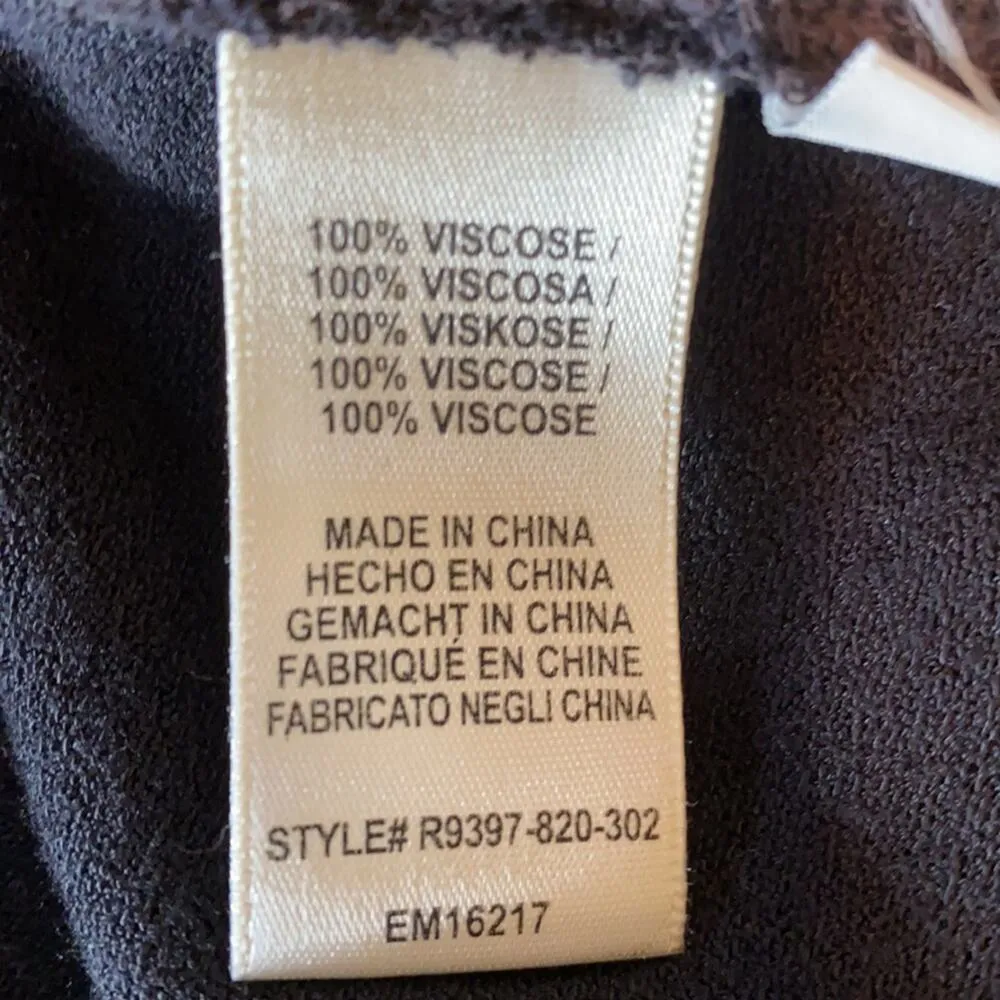 100% VISCOSE /
100% VISCOSA /
100% VISKOSE /
100% VISCOSE /
100% VISCOSE
MADE IN CHINA
HECHO EN CHINA
GEMACHT IN CHINA
FABRIQUÉ EN CHINE
FABRICATO NEGLI CHINA
STYLE# R9397-820-302
EM16217